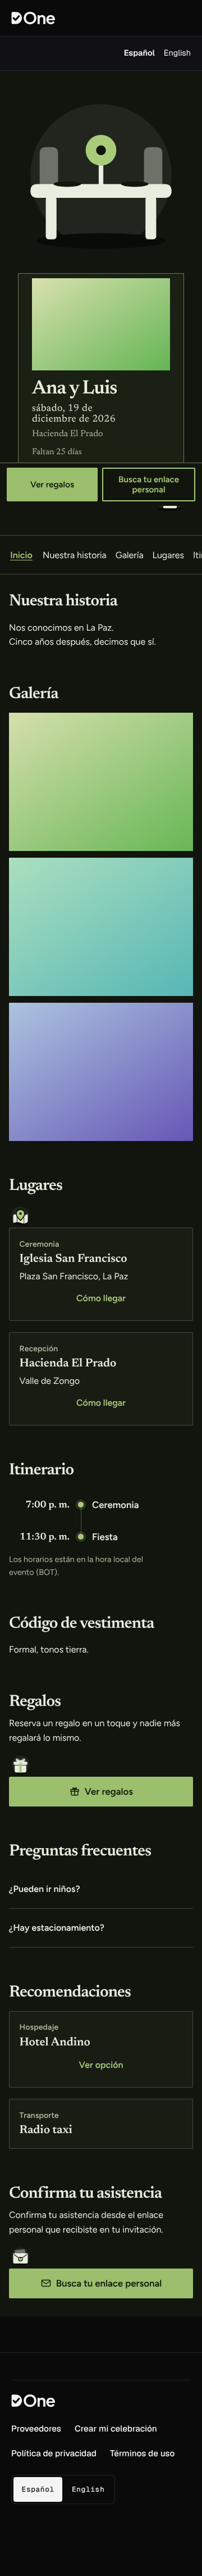 One
Español English
Ana y Luis
sábado, 19 de
diciembre de 2026
Hacienda El Prado
Faltan 25 días
Ver regalos
Busca tu enlace
personal
Inicio Nuestra historia Galería Lugares
Nuestra historia
Nos conocimos en La Paz.
Cinco años después, decimos que sí.
Galería
Lugares
Ceremonia
Iglesia San Francisco
Plaza San Francisco, La Paz
Cómo llegar
Recepción
Hacienda El Prado
Valle de Zongo
Cómo llegar
Itinerario
7:00 p. m. Ceremonia
11:30 p. m. Fiesta
Los horarios están en la hora local del
evento (BOT).
Código de vestimenta
Formal, tonos tierra.
Regalos
Reserva un regalo en un toque y nadie más
regalará lo mismo.
Ver regalos
Preguntas frecuentes
¿Pueden ir niños?
¿Hay estacionamiento?
Recomendaciones
Hospedaje
Hotel Andino
Ver opción
Transporte
Radio taxi
Confirma tu asistencia
Confirma tu asistencia desde el enlace
personal que recibiste en tu invitación.
Busca tu enlace personal
One
Proveedores Crear mi celebración
Política de privacidad Términos de uso
Español English